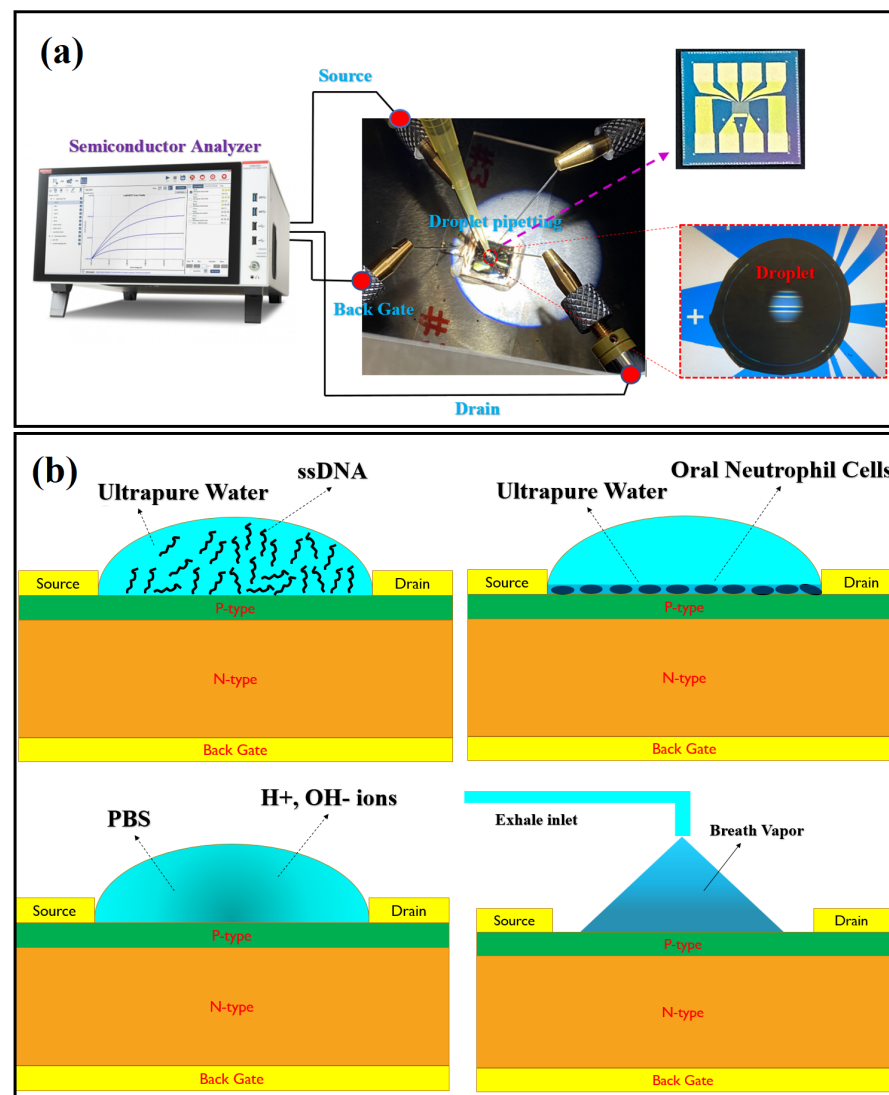 (a)
Source
Semiconductor Analyzer
Droplet pipetting
Droplet
Back Gate
Drain
(b)
ssDNA
Ultrapure Water
Source
Drain
P-type
N-type
Back Gate
Oral Neutrophil Cells
Ultrapure Water
Source
Drain
P-type
N-type
Back Gate
H+, OH- ions
PBS
Source
Drain
P-type
N-type
Back Gate
Exhale inlet
Breath Vapor
Source
Drain
P-type
N-type
Back Gate